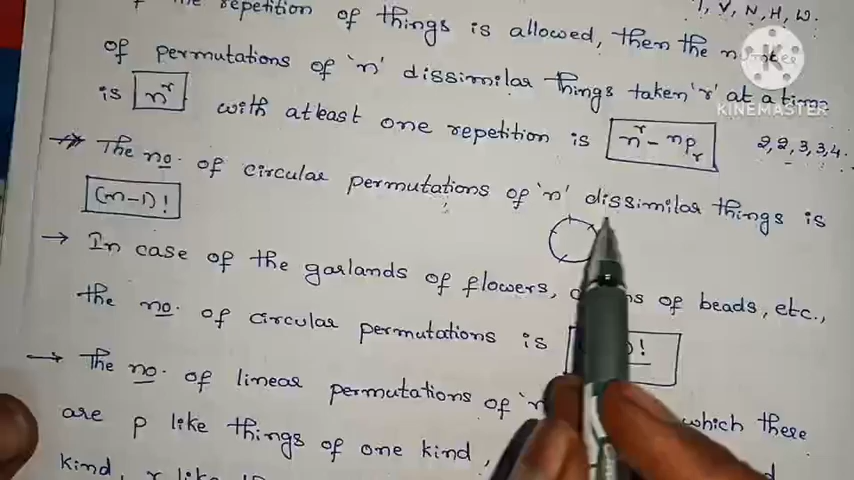 the repetition of things is allowed, then the
T, V, N, H, W.
of permutations of 'n' dissimilar things taken 'r' at a time
is n^r with atleast one repetition is n^r - nPr
2, 2, 3, 3, 4.
The no. of circular permutations of 'n' dissimilar things is
(n-1)!
→ In case of the garlands of flowers, of beads, etc.,
the no. of circular permutations is !
→ The no. of linear permutations of 'n which there
are p like things of one kind,
kind, r like
K
KINEMASTER